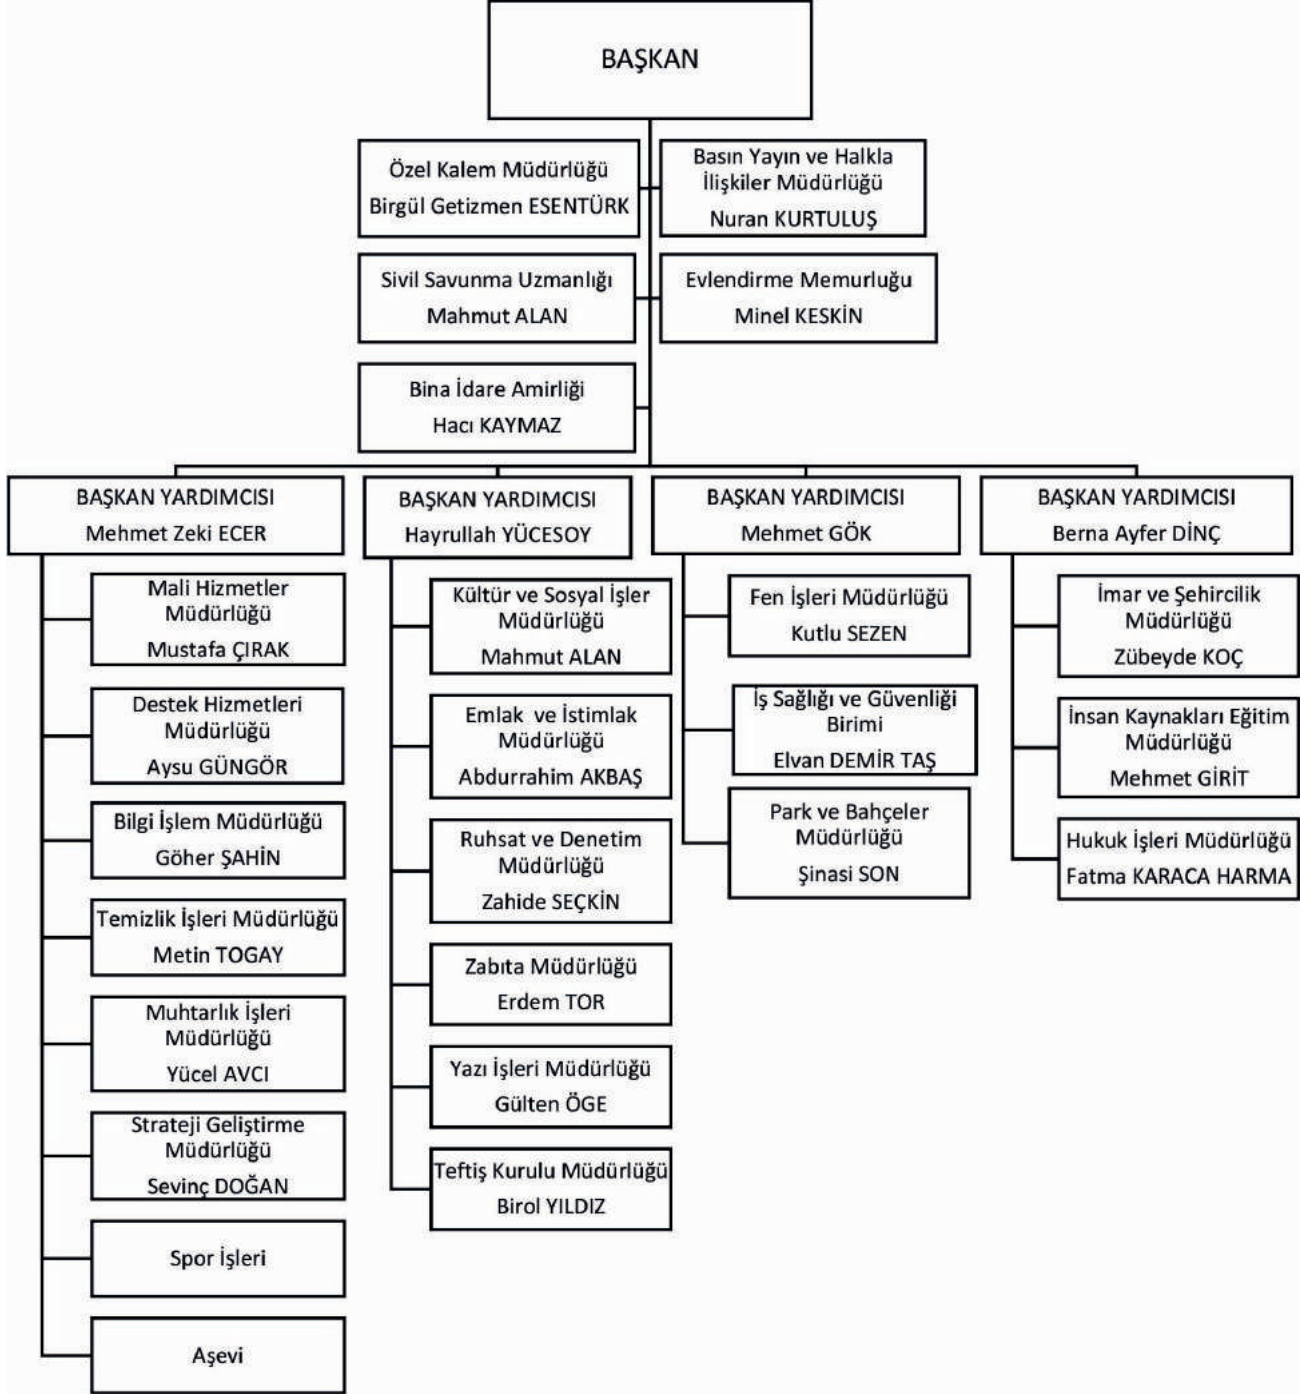 BAŞKAN
Özel Kalem Müdürlüğü
Birgül Getizmen ESENTÜRK
Basın Yayın ve Halkla
İlişkiler Müdürlüğü
Nuran KURTULUŞ
Sivil Savunma Uzmanlığı
Mahmut ALAN
Evlendirme Memurluğu
Minel KESKİN
Bina İdare Amirliği
Hacı KAYMAZ
BAŞKAN YARDIMCISI
Mehmet Zeki ECER
Mali Hizmetler
Müdürlüğü
Mustafa ÇIRAK
Destek Hizmetleri
Müdürlüğü
Aysu GÜNGÖR
Bilgi İşlem Müdürlüğü
Göher ŞAHİN
Temizlik İşleri Müdürlüğü
Metin TOGAY
Muhtarlık İşleri
Müdürlüğü
Yücel AVCI
Strateji Geliştirme
Müdürlüğü
Sevinç DOĞAN
Spor İşleri
Aşevi
BAŞKAN YARDIMCISI
Hayrullah YÜCESOY
Kültür ve Sosyal İşler
Müdürlüğü
Mahmut ALAN
Emlak ve İstimlak
Müdürlüğü
Abdurrahim AKBAŞ
Ruhsat ve Denetim
Müdürlüğü
Zahide SEÇKİN
Zabıta Müdürlüğü
Erdem TOR
Yazı İşleri Müdürlüğü
Gülten ÖGE
Teftiş Kurulu Müdürlüğü
Birol YILDIZ
BAŞKAN YARDIMCISI
Mehmet GÖK
Fen İşleri Müdürlüğü
Kutlu SEZEN
İş Sağlığı ve Güvenliği
Birimi
Elvan DEMİR TAŞ
Park ve Bahçeler
Müdürlüğü
Şinasi SON
BAŞKAN YARDIMCISI
Berna Ayfer DİNÇ
İmar ve Şehircilik
Müdürlüğü
Zübeyde KOÇ
İnsan Kaynakları Eğitim
Müdürlüğü
Mehmet GİRİT
Hukuk İşleri Müdürlüğü
Fatma KARACA HARMA